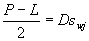 (P − L) / 2 = Ds_wj